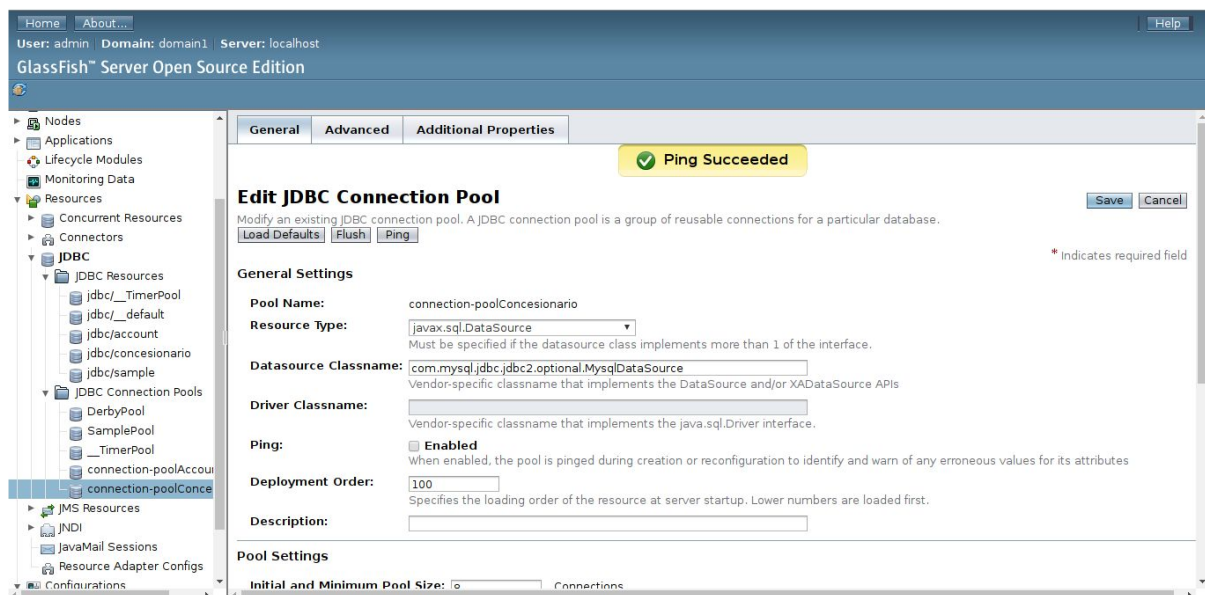 Home About... Help
User: admin Domain: domain1 Server: localhost
GlassFish™ Server Open Source Edition
Nodes
Applications
Lifecycle Modules
Monitoring Data
Resources
Concurrent Resources
Connectors
JDBC
JDBC Resources
jdbc/__TimerPool
jdbc/__default
jdbc/account
jdbc/concesionario
jdbc/sample
JDBC Connection Pools
DerbyPool
SamplePool
__TimerPool
connection-poolAccou
connection-poolConce
JMS Resources
JNDI
JavaMail Sessions
Resource Adapter Configs
Configurations
General Advanced Additional Properties
Ping Succeeded
Edit JDBC Connection Pool
Save Cancel
Modify an existing JDBC connection pool. A JDBC connection pool is a group of reusable connections for a particular database.
Load Defaults Flush Ping
* Indicates required field
General Settings
Pool Name: connection-poolConcesionario
Resource Type: javax.sql.DataSource
Must be specified if the datasource class implements more than 1 of the interface.
Datasource Classname: com.mysql.jdbc.jdbc2.optional.MysqlDataSource
Vendor-specific classname that implements the DataSource and/or XADataSource APIs
Driver Classname:
Vendor-specific classname that implements the java.sql.Driver interface.
Ping: Enabled
When enabled, the pool is pinged during creation or reconfiguration to identify and warn of any erroneous values for its attributes
Deployment Order: 100
Specifies the loading order of the resource at server startup. Lower numbers are loaded first.
Description:
Pool Settings
Initial and Minimum Pool Size: 8 Connections